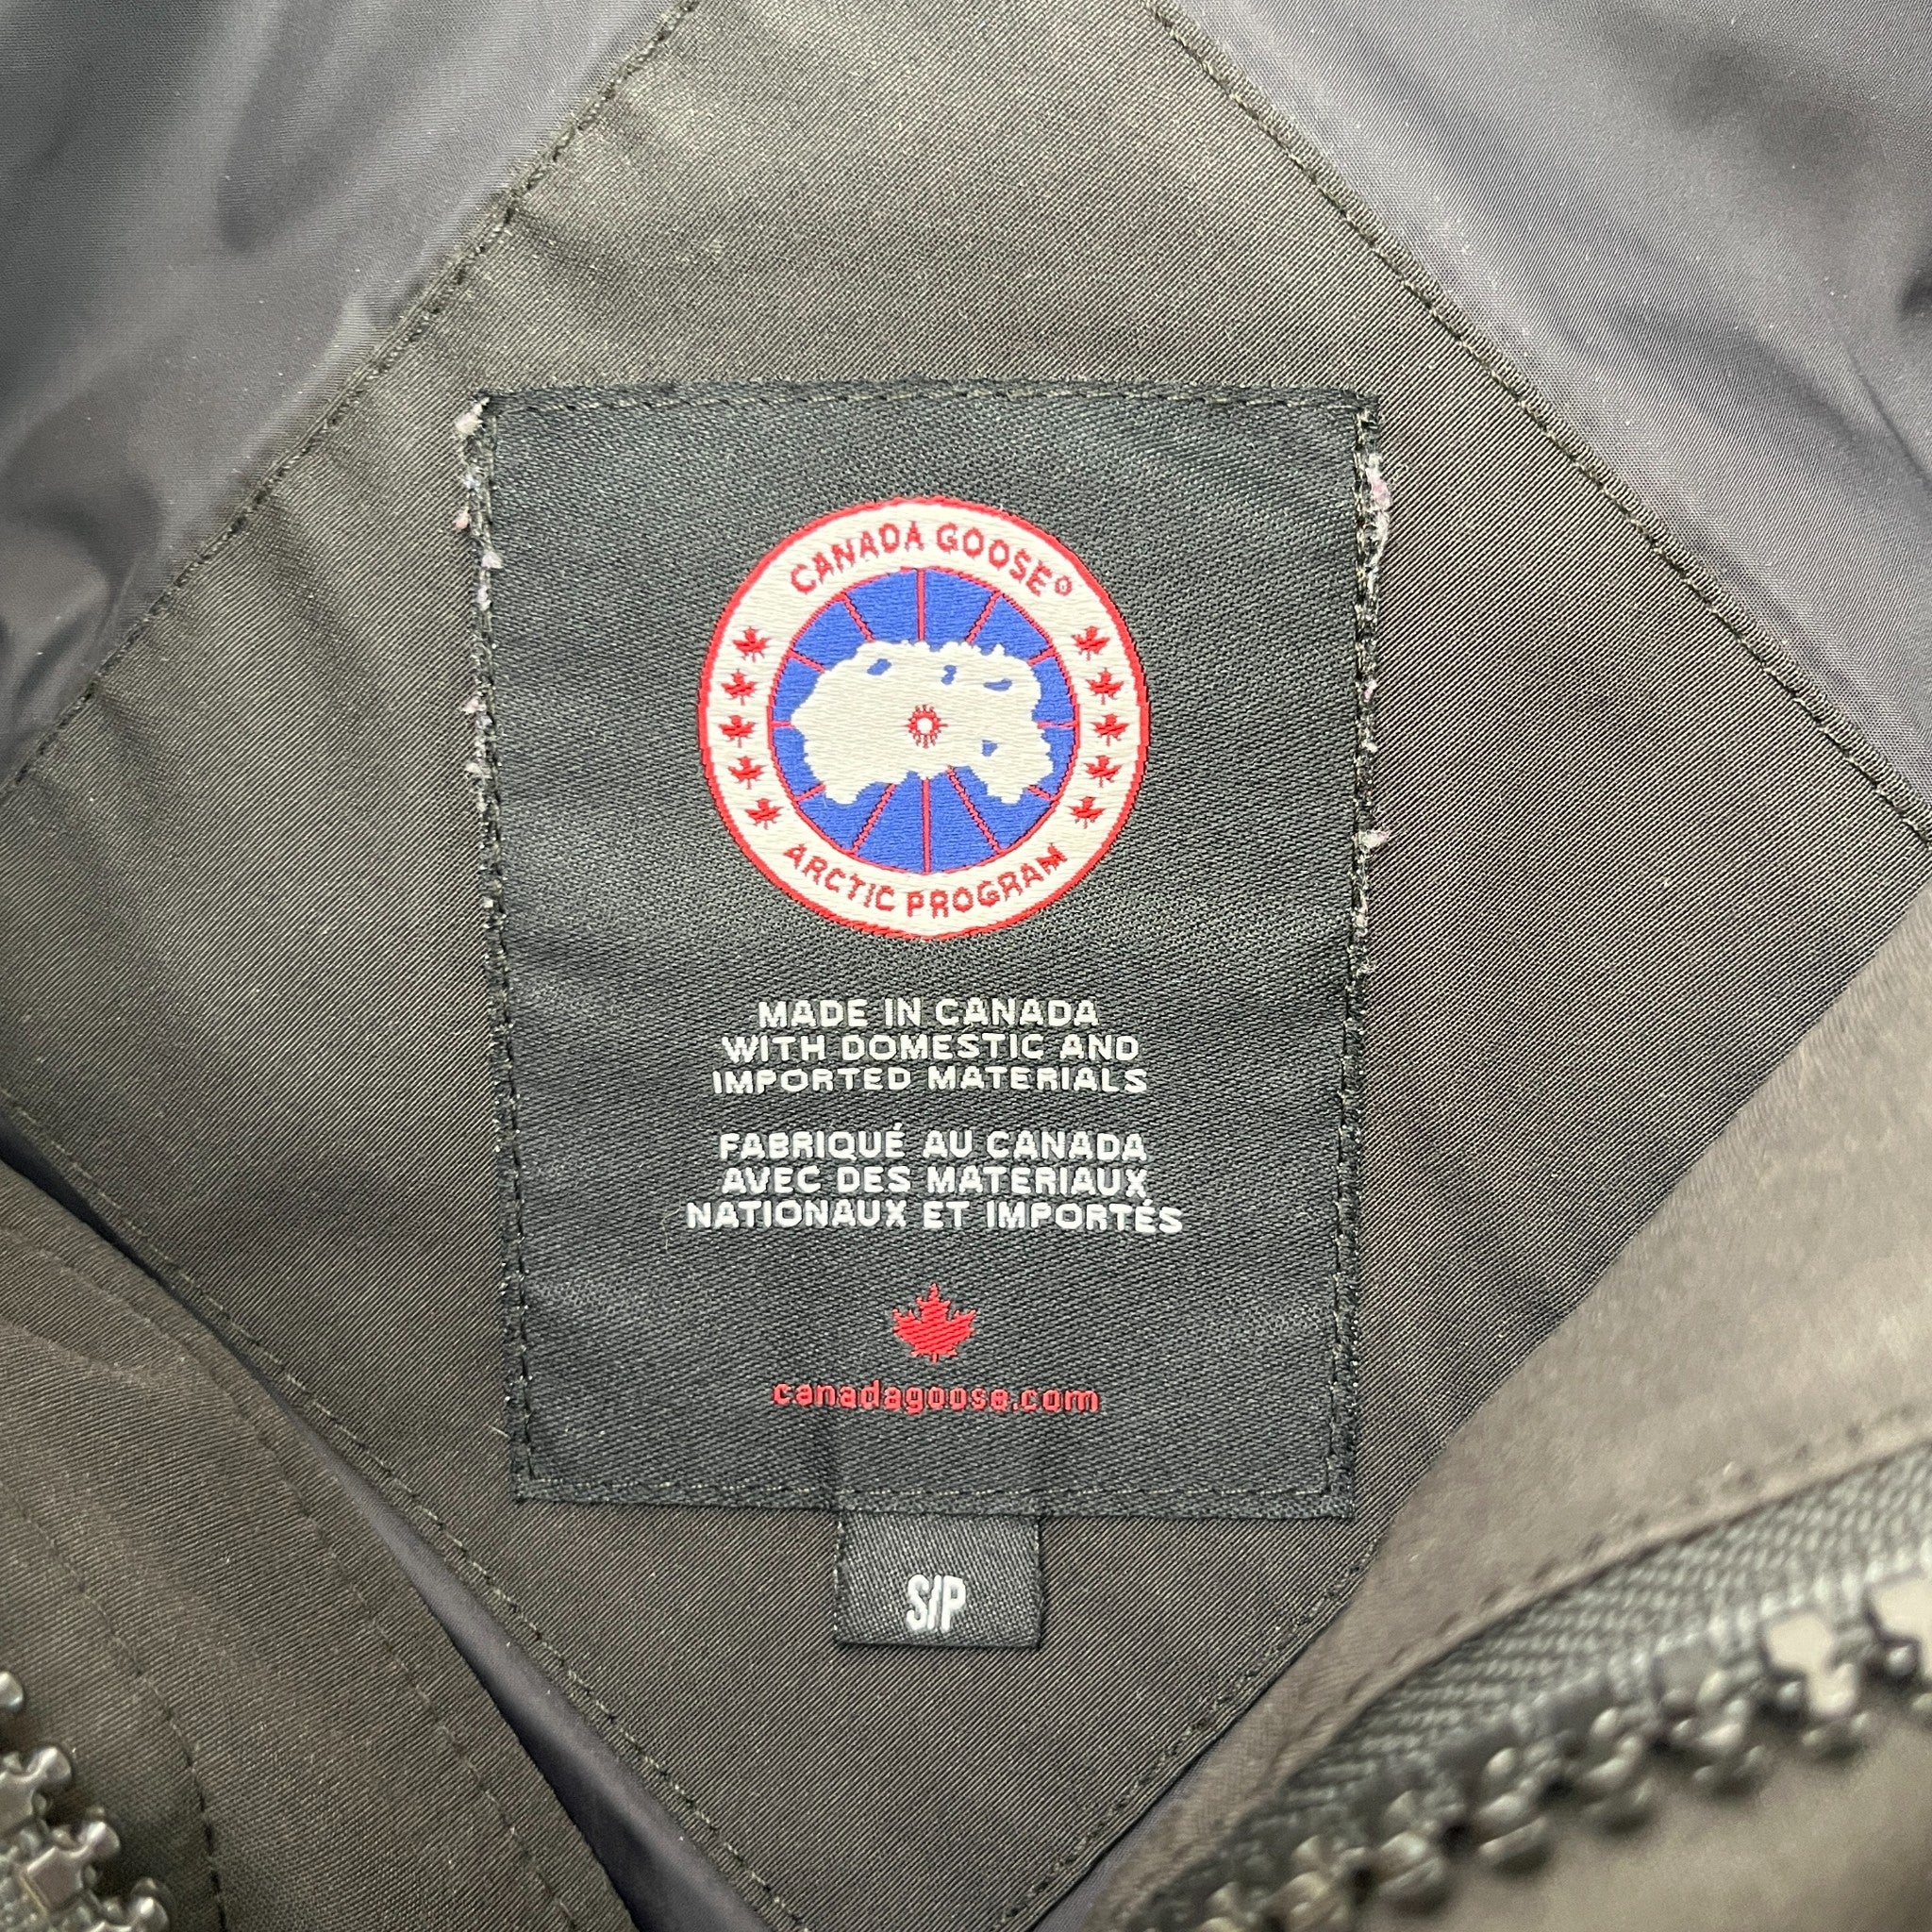 CANADA GOOSE®
ARCTIC PROGRAM
MADE IN CANADA
WITH DOMESTIC AND
IMPORTED MATERIALS
FABRIQUÉ AU CANADA
AVEC DES MATERIAUX
NATIONAUX ET IMPORTÉS
canadagoose.com
S/P